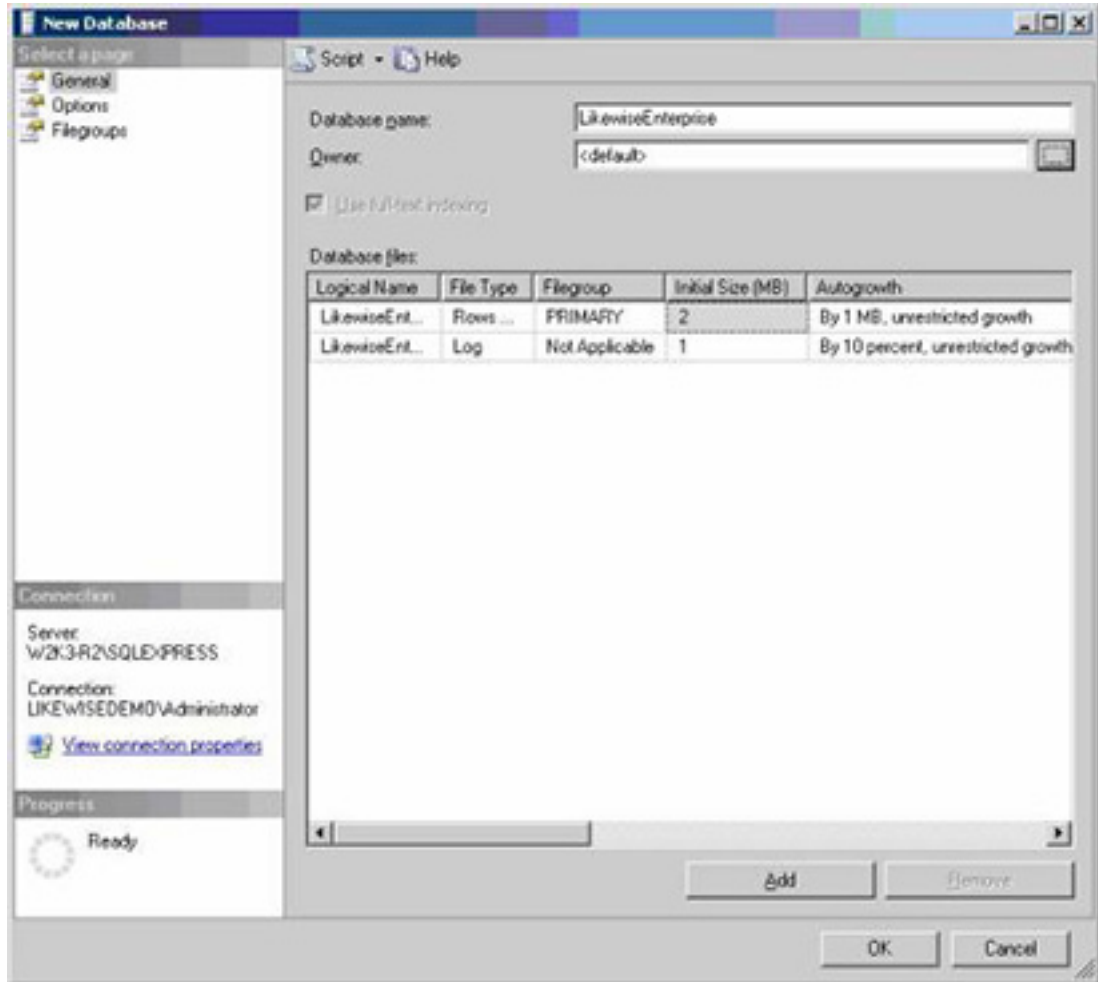 New Database
Select a page
General
Options
Filegroups
Script
Help
Database name:
LikewiseEnterprise
Owner:
<default>
Use full-text indexing
Database files:
Logical Name File Type Filegroup Initial Size (MB) Autogrowth
LikewiseEnt... Rows ... PRIMARY 2 By 1 MB, unrestricted growth
LikewiseEnt... Log Not Applicable 1 By 10 percent, unrestricted growth
Connection
Server:
W2K3-R2\SQLEXPRESS
Connection:
LIKEWISEDEMO\Administrator
View connection properties
Progress
Ready
Add
Remove
OK
Cancel